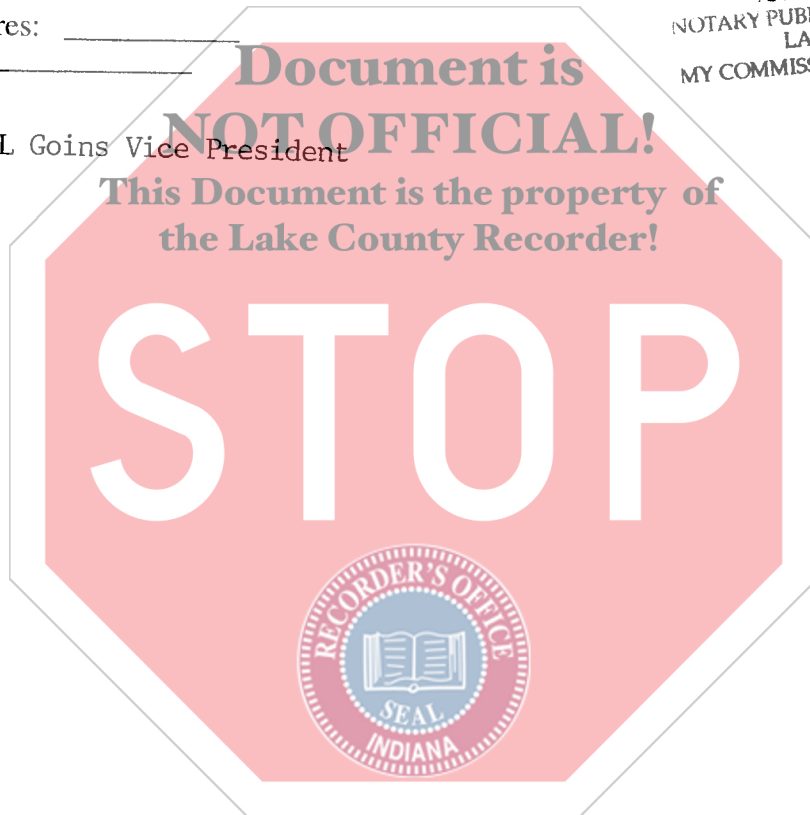 res:
NOTARY PUB
LA
MY COMMIS
Document is
NOT OFFICIAL!
L Goins Vice President
This Document is the property of
the Lake County Recorder!
STOP
RECORDER'S OFFICE
SEAL
INDIANA